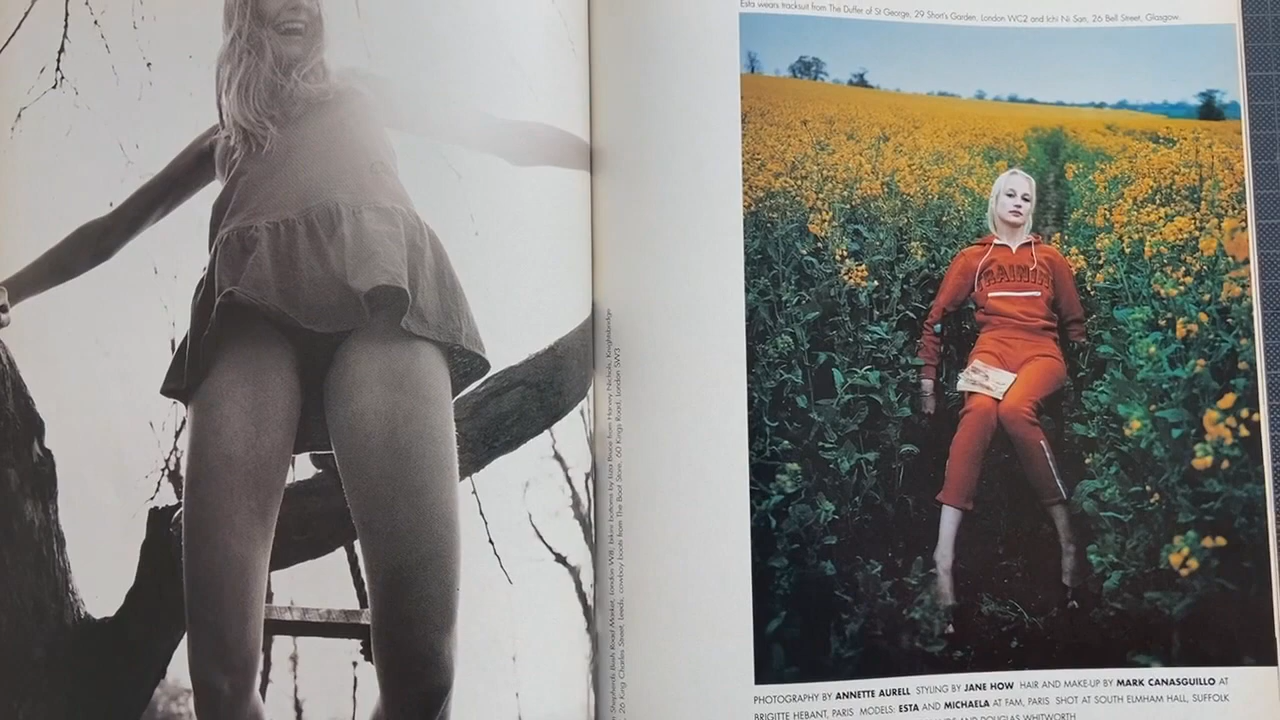 Esta wears tracksuit from The Duffer of St George, 29 Short's Garden, London WC2 and Ichi Ni San, 26 Bell Street, Glasgow.
Shepherds Bush Road Market, London W8, bikini bottoms by Liza Bruce from Harvey Nichols, Knightsbridge
26 King Charles Street, Leeds, cowboy boots from The Boot Store, 60 Kings Road, London SW3
TRAINING
PHOTOGRAPHY BY ANNETTE AURELL STYLING BY JANE HOW HAIR AND MAKE-UP BY MARK CANASGUILLO AT
BRIGITTE HEBANT, PARIS MODELS: ESTA AND MICHAELA AT FAM, PARIS SHOT AT SOUTH ELMHAM HALL, SUFFOLK
AND DOUGLAS WHITWORTH